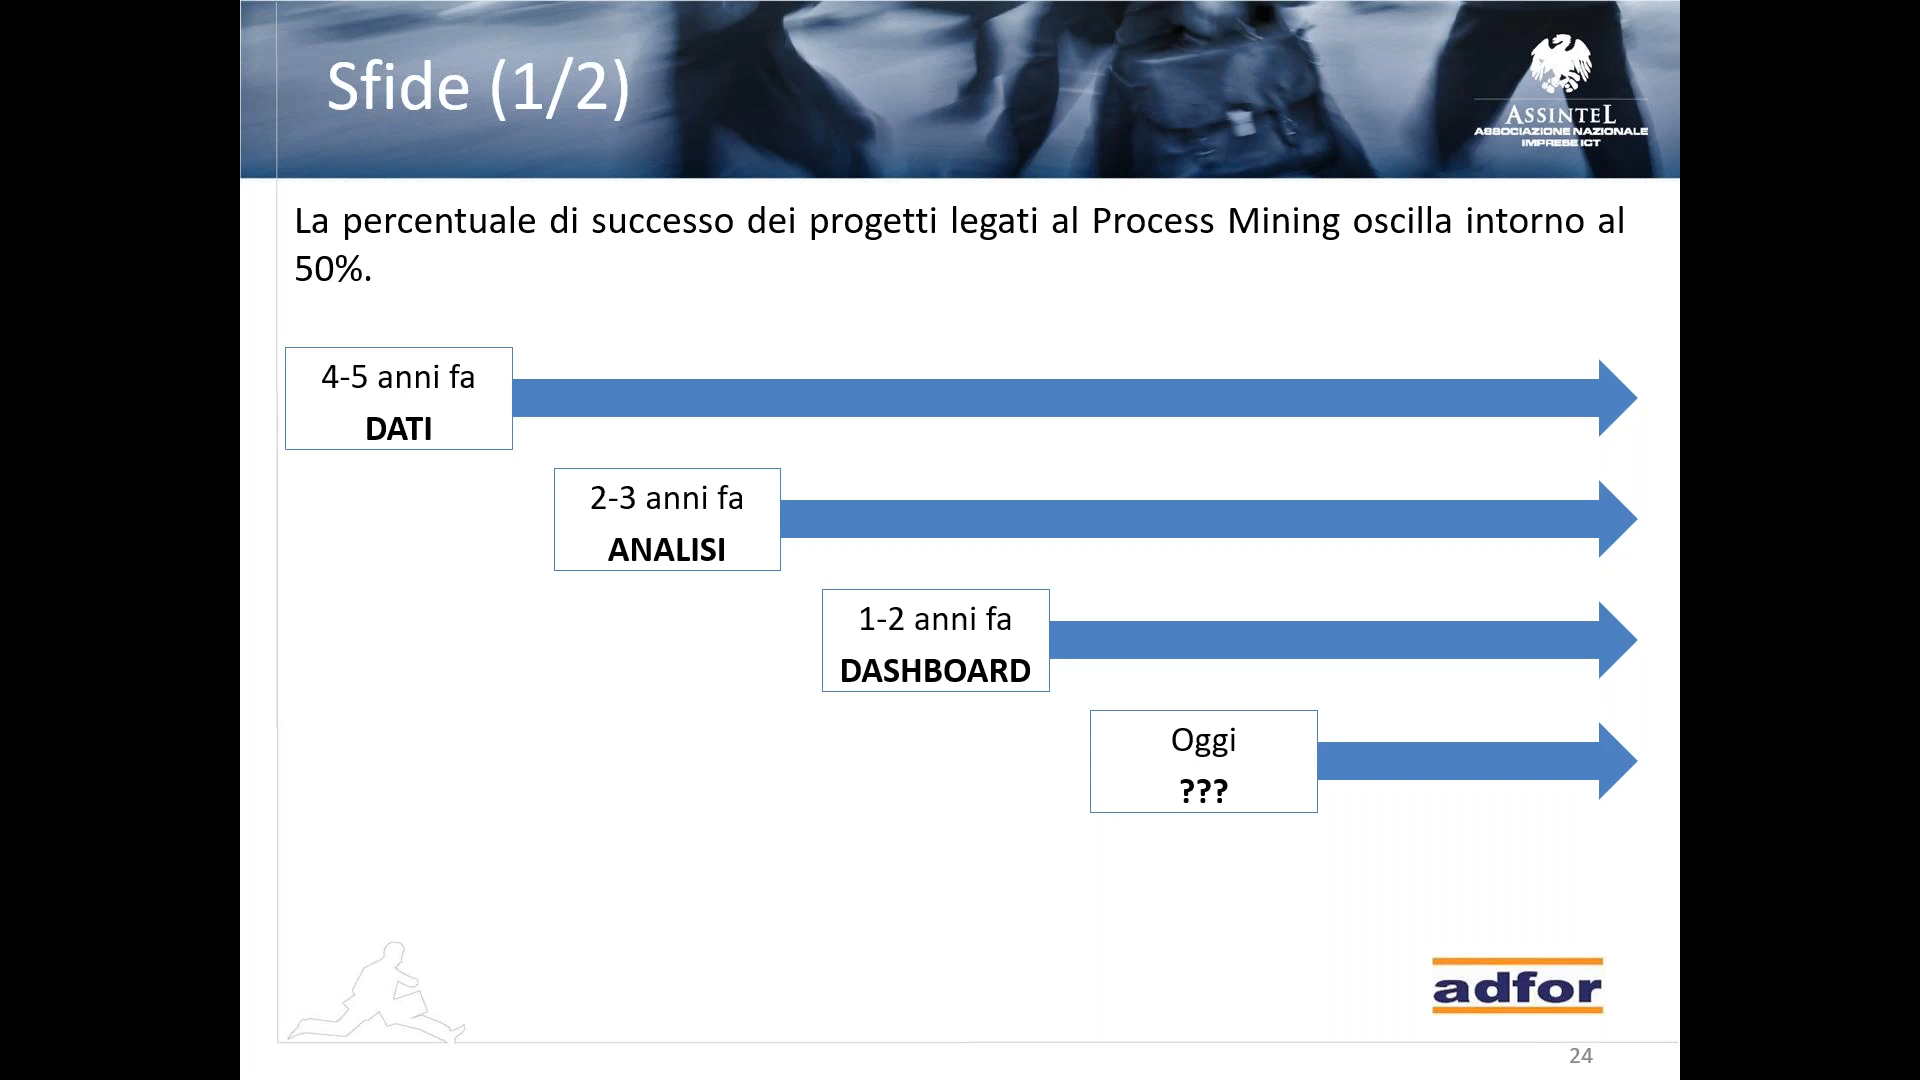 Sfide (1/2)
ASSINTEL
ASSOCIAZIONE NAZIONALE
IMPRESE ICT
La percentuale di successo dei progetti legati al Process Mining oscilla intorno al
50%.
4-5 anni fa
DATI
2-3 anni fa
ANALISI
1-2 anni fa
DASHBOARD
Oggi
???
adfor
24